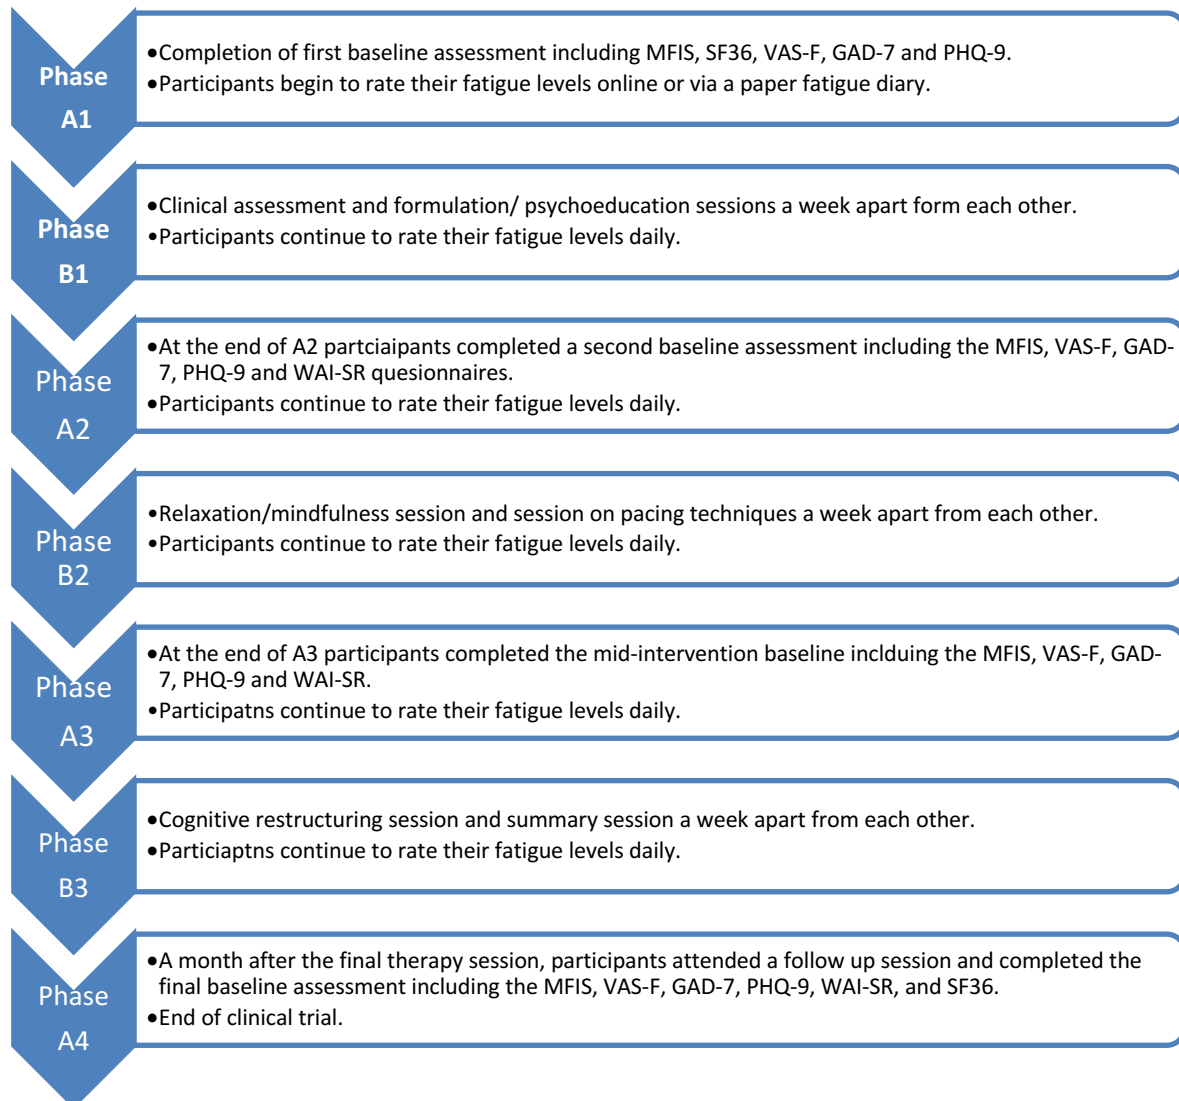 Phase
A1
•Completion of first baseline assessment including MFIS, SF36, VAS-F, GAD-7 and PHQ-9.
•Participants begin to rate their fatigue levels online or via a paper fatigue diary.
Phase
B1
•Clinical assessment and formulation/ psychoeducation sessions a week apart form each other.
•Participants continue to rate their fatigue levels daily.
Phase
A2
•At the end of A2 partciaipants completed a second baseline assessment including the MFIS, VAS-F, GAD-
7, PHQ-9 and WAI-SR quesionnaires.
•Participants continue to rate their fatigue levels daily.
Phase
B2
•Relaxation/mindfulness session and session on pacing techniques a week apart from each other.
•Participants continue to rate their fatigue levels daily.
Phase
A3
•At the end of A3 participants completed the mid-intervention baseline inclduing the MFIS, VAS-F, GAD-
7, PHQ-9 and WAI-SR.
•Participatns continue to rate their fatigue levels daily.
Phase
B3
•Cognitive restructuring session and summary session a week apart from each other.
•Particiaptns continue to rate their fatigue levels daily.
Phase
A4
•A month after the final therapy session, participants attended a follow up session and completed the
final baseline assessment including the MFIS, VAS-F, GAD-7, PHQ-9, WAI-SR, and SF36.
•End of clinical trial.